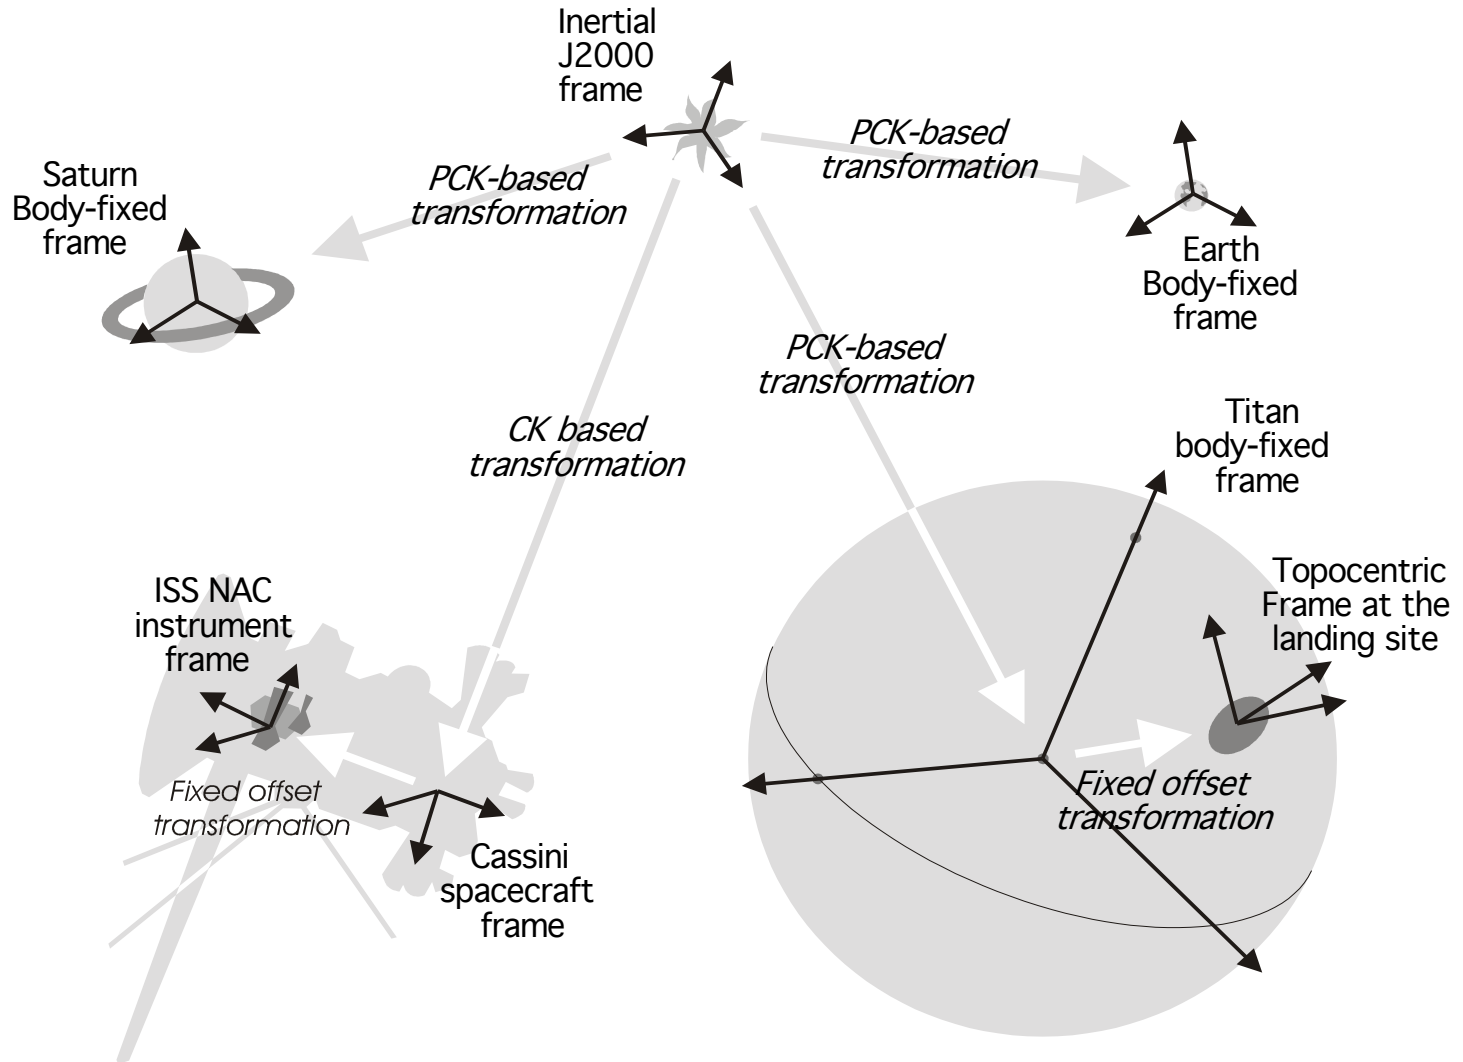 Inertial
J2000
frame
PCK-based
transformation
PCK-based
transformation
Saturn
Body-fixed
frame
Earth
Body-fixed
frame
PCK-based
transformation
CK based
transformation
Titan
body-fixed
frame
Topocentric
Frame at the
landing site
ISS NAC
instrument
frame
Fixed offset
transformation
Fixed offset
transformation
Cassini
spacecraft
frame